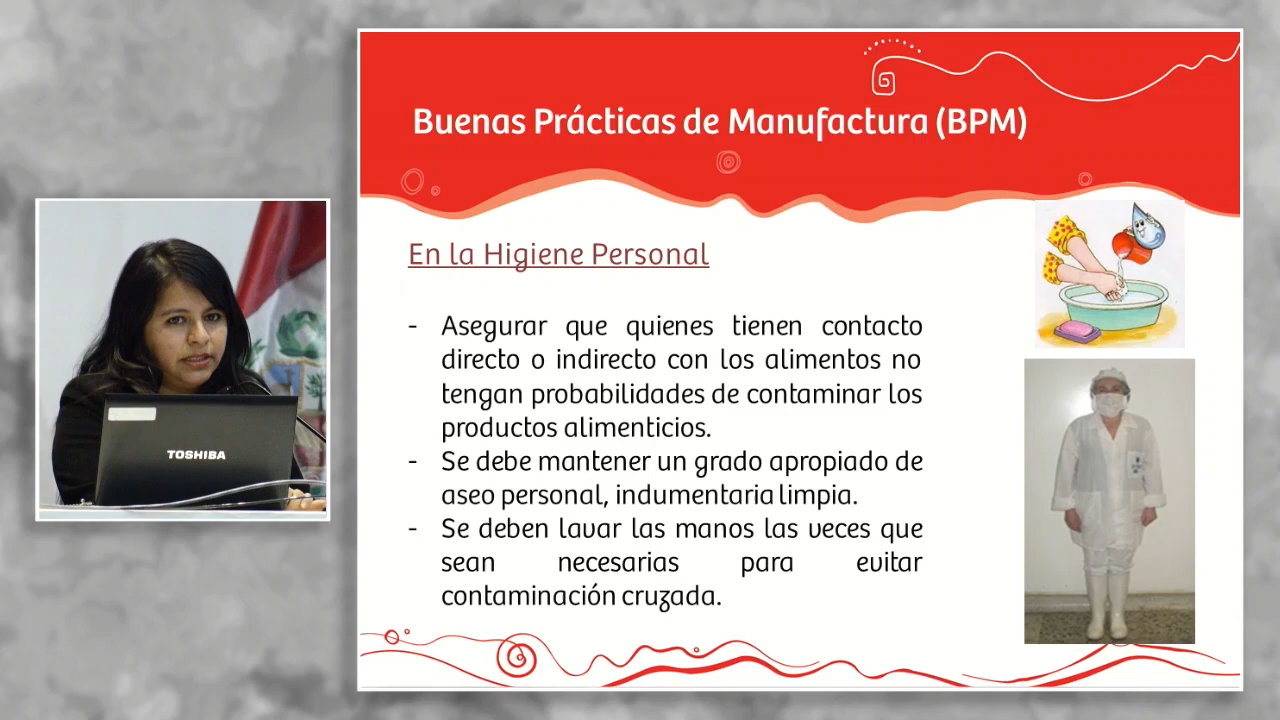 Buenas Prácticas de Manufactura (BPM)
En la Higiene Personal
- Asegurar que quienes tienen contacto
directo o indirecto con los alimentos no
tengan probabilidades de contaminar los
productos alimenticios.
- Se debe mantener un grado apropiado de
aseo personal, indumentaria limpia.
- Se deben lavar las manos las veces que
sean necesarias para evitar
contaminación cruzada.
TOSHIBA